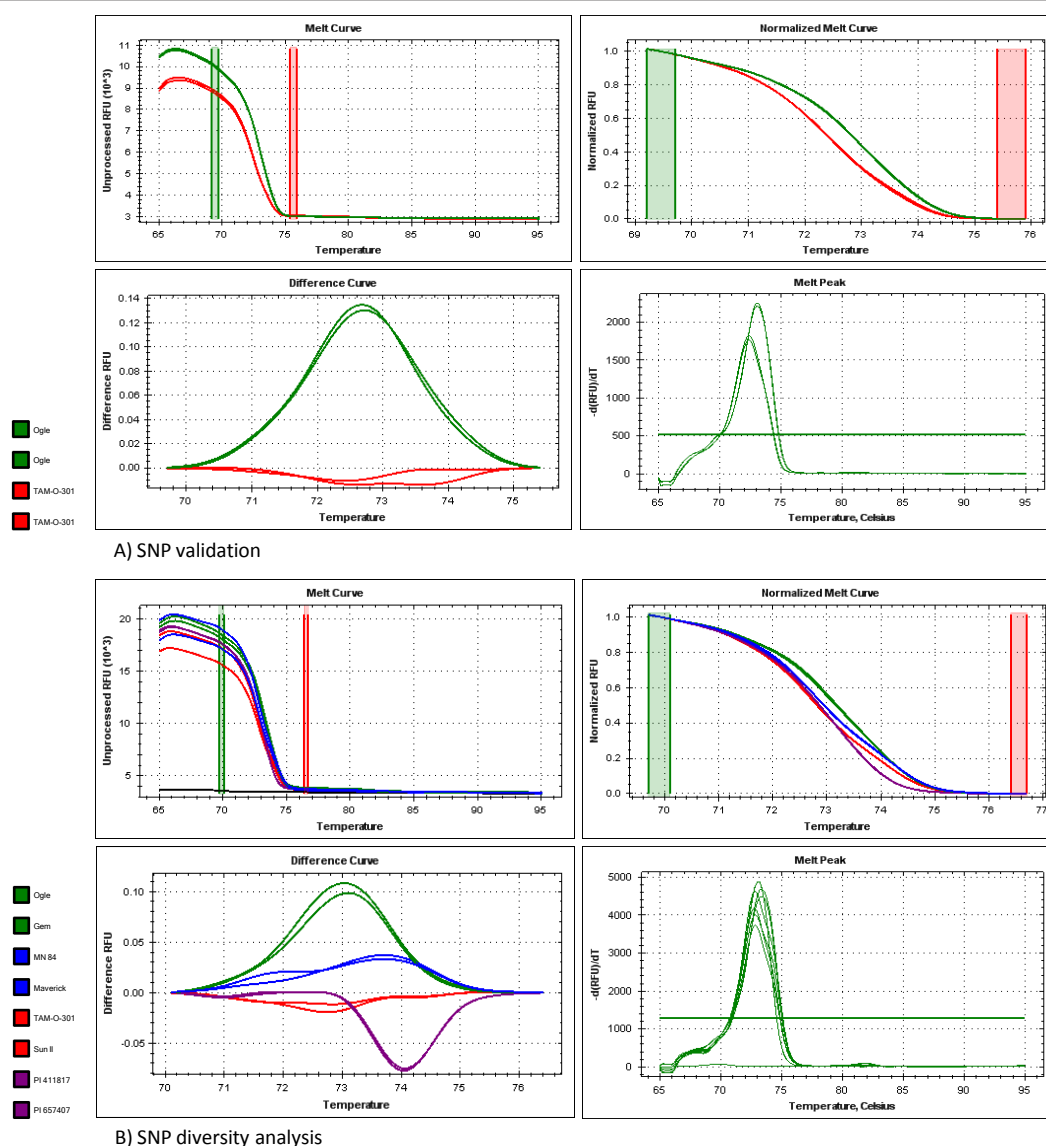 Melt Curve
Unprocessed RFU (10^3)
11
10
9
8
7
6
5
4
3
65 70 75 80 85 90 95
Temperature
Normalized Melt Curve
Normalized RFU
1.0
0.8
0.6
0.4
0.2
0.0
69 70 71 72 73 74 75 76
Temperature
Difference Curve
Difference RFU
0.14
0.12
0.10
0.08
0.06
0.04
0.02
0.00
70 71 72 73 74 75
Temperature
Melt Peak
-d(RFU)/dT
2000
1500
1000
500
0
65 70 75 80 85 90 95
Temperature, Celsius
Ogle
Ogle
TAM-O-301
TAM-O-301
A) SNP validation
Melt Curve
Unprocessed RFU (10^3)
20
15
10
5
65 70 75 80 85 90 95
Temperature
Normalized Melt Curve
Normalized RFU
1.0
0.8
0.6
0.4
0.2
0.0
70 71 72 73 74 75 76 77
Temperature
Difference Curve
Difference RFU
0.10
0.05
0.00
-0.05
70 71 72 73 74 75 76
Temperature
Melt Peak
-d(RFU)/dT
5000
4000
3000
2000
1000
0
65 70 75 80 85 90 95
Temperature, Celsius
Ogle
Gem
MN 84
Maverick
TAM-O-301
Sun II
PI 411817
PI 657407
B) SNP diversity analysis